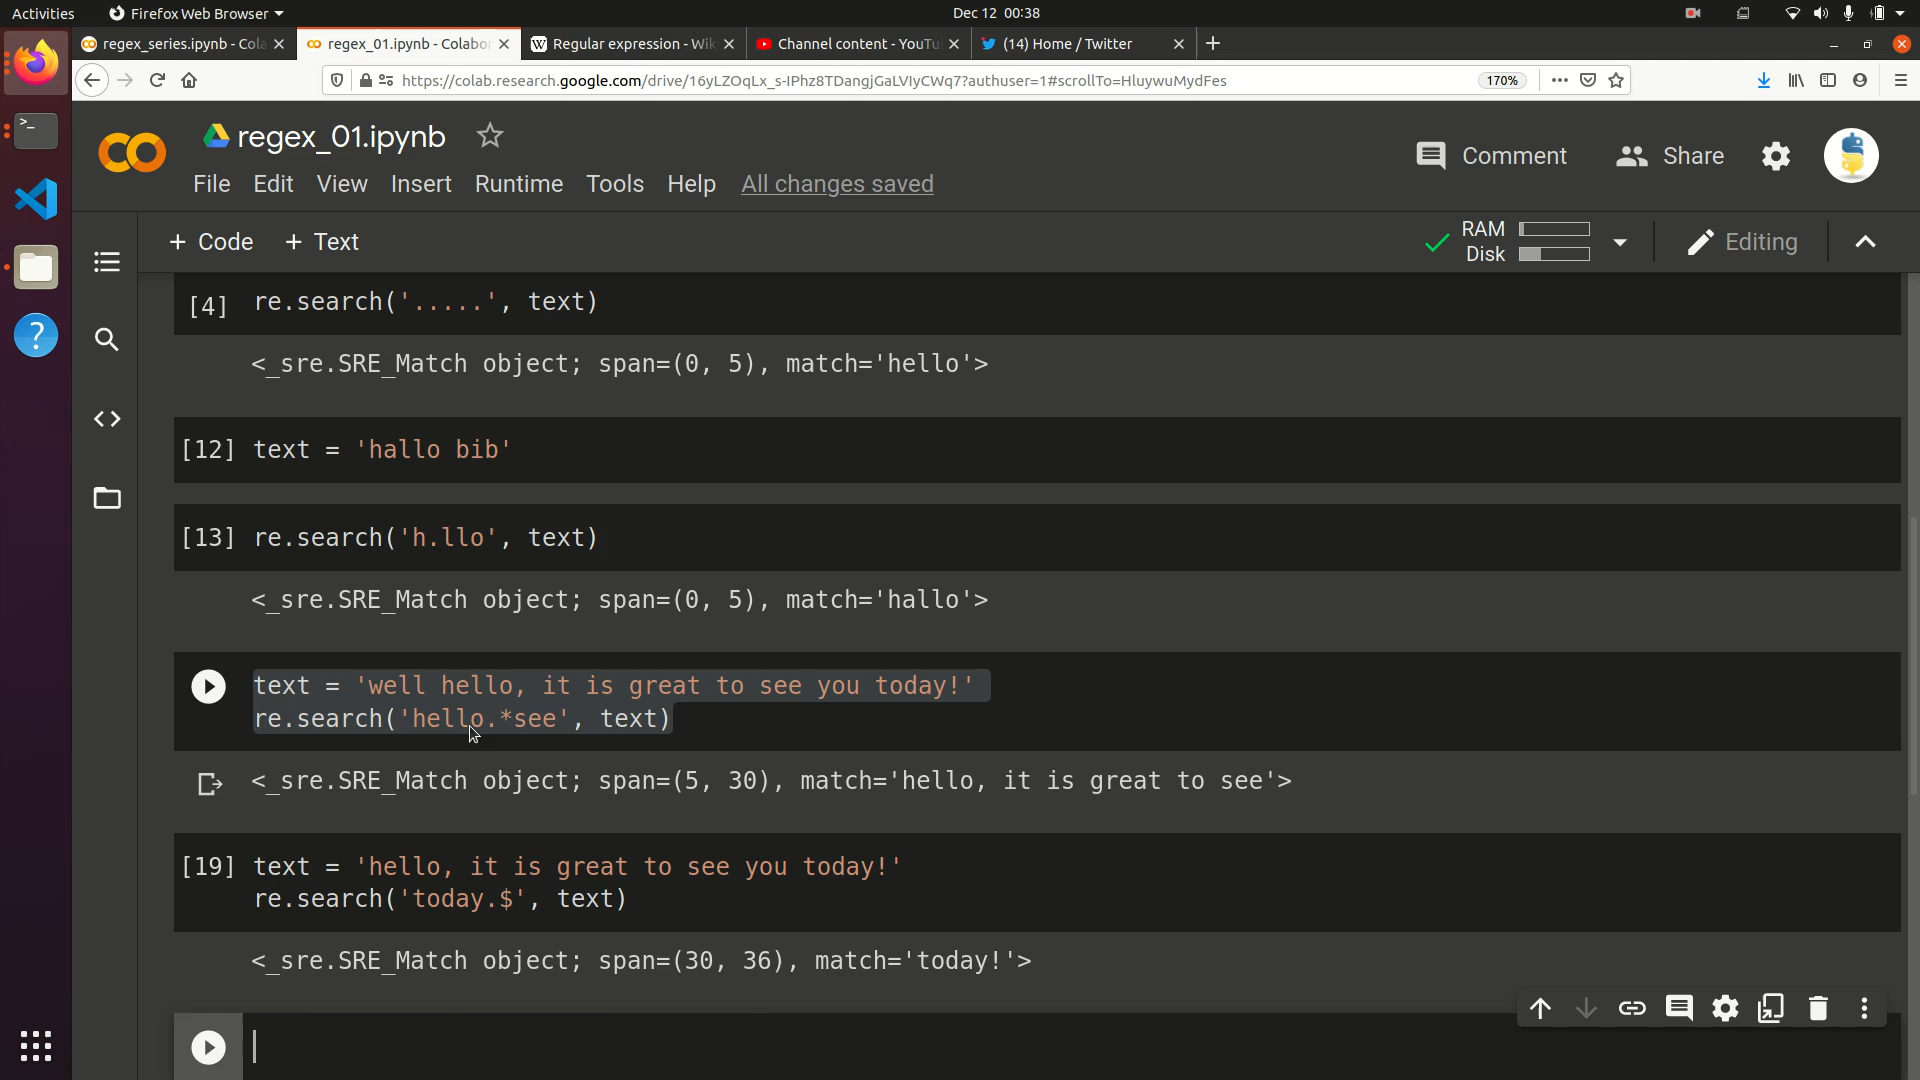 Activities
Firefox Web Browser
Dec 12 00:38
regex_series.ipynb - Cola
regex_01.ipynb - Colabor
Regular expression - Wik
Channel content - YouTu
(14) Home / Twitter
https://colab.research.google.com/drive/16yLZOqLx_s-IPhz8TDangjGaLVIyCWq7?authuser=1#scrollTo=HluywuMydFes
170%
regex_01.ipynb
Comment
Share
File Edit View Insert Runtime Tools Help All changes saved
+ Code + Text
RAM
Disk
Editing
[4] re.search('.....', text)
<_sre.SRE_Match object; span=(0, 5), match='hello'>
[12] text = 'hallo bib'
[13] re.search('h.llo', text)
<_sre.SRE_Match object; span=(0, 5), match='hallo'>
text = 'well hello, it is great to see you today!'
re.search('hello.*see', text)
<_sre.SRE_Match object; span=(5, 30), match='hello, it is great to see'>
[19] text = 'hello, it is great to see you today!'
re.search('today.$', text)
<_sre.SRE_Match object; span=(30, 36), match='today!'>